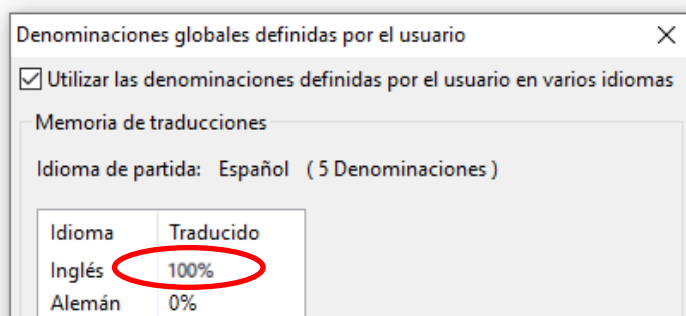 Denominaciones globales definidas por el usuario
Utilizar las denominaciones definidas por el usuario en varios idiomas
Memoria de traducciones
Idioma de partida: Español ( 5 Denominaciones )
Idioma Traducido
Inglés 100%
Alemán 0%